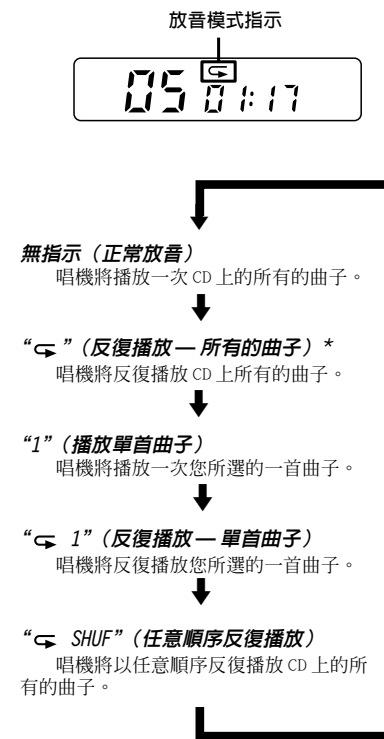 放音模式指示
05 01:17
無指示（正常放音）
唱機將播放一次 CD 上的所有的曲子。
“⮎”（反復播放 — 所有的曲子）*
唱機將反復播放 CD 上所有的曲子。
“1”（播放單首曲子）
唱機將播放一次您所選的一首曲子。
“⮎ 1”（反復播放 — 單首曲子）
唱機將反復播放您所選的一首曲子。
“⮎ SHUF”（任意順序反復播放）
唱機將以任意順序反復播放 CD 上的所
有的曲子。